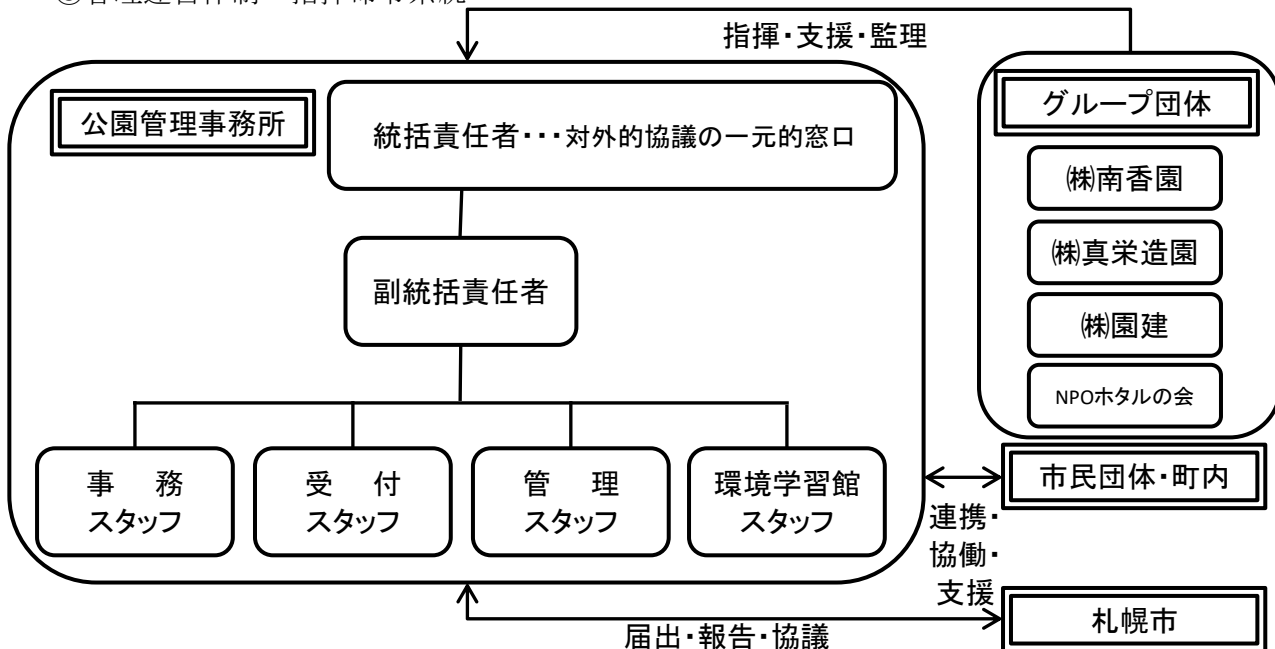 指揮・支援・監理
公園管理事務所
統括責任者・・・対外的協議の一元的窓口
副統括責任者
事　務
スタッフ
受　付
スタッフ
管　理
スタッフ
環境学習館
スタッフ
グループ団体
㈱南香園
㈱真栄造園
㈱園建
NPOホタルの会
市民団体・町内
連携・
協働・
支援
札幌市
届出・報告・協議